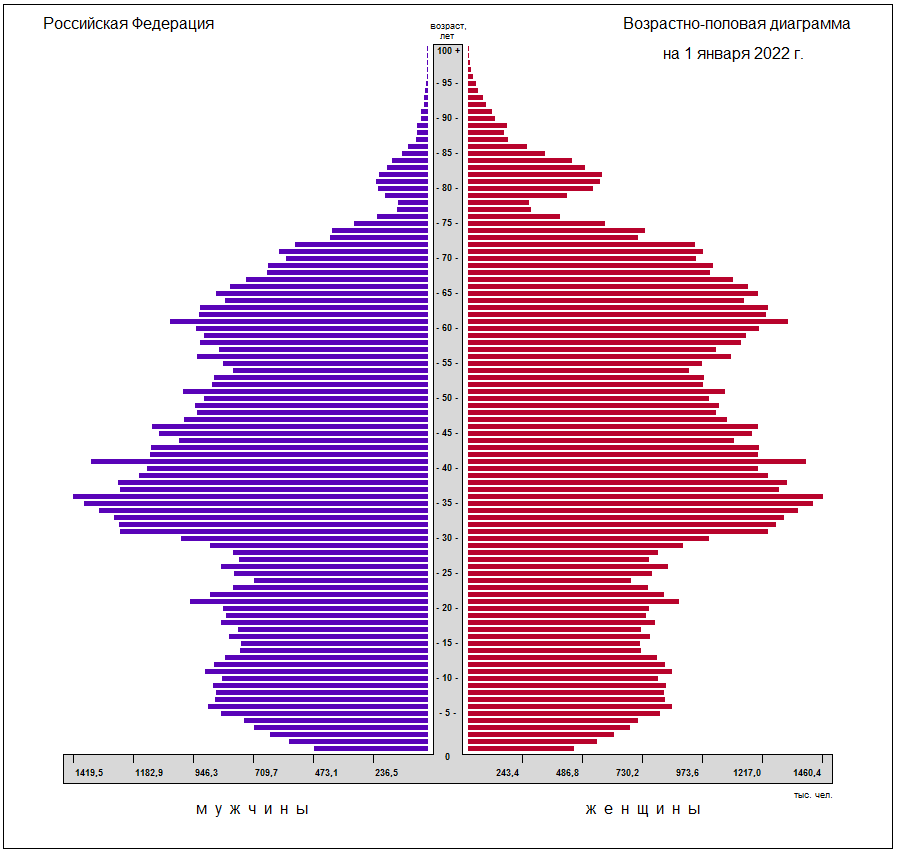 Российская Федерация
возраст, лет
Возрастно-половая диаграмма
на 1 января 2022 г.
100 +
- 95 -
- 90 -
- 85 -
- 80 -
- 75 -
- 70 -
- 65 -
- 60 -
- 55 -
- 50 -
- 45 -
- 40 -
- 35 -
- 30 -
- 25 -
- 20 -
- 15 -
- 10 -
- 5 -
0
1419,5 1182,9 946,3 709,7 473,1 236,5
243,4 486,8 730,2 973,6 1217,0 1460,4
тыс. чел.
мужчины
женщины